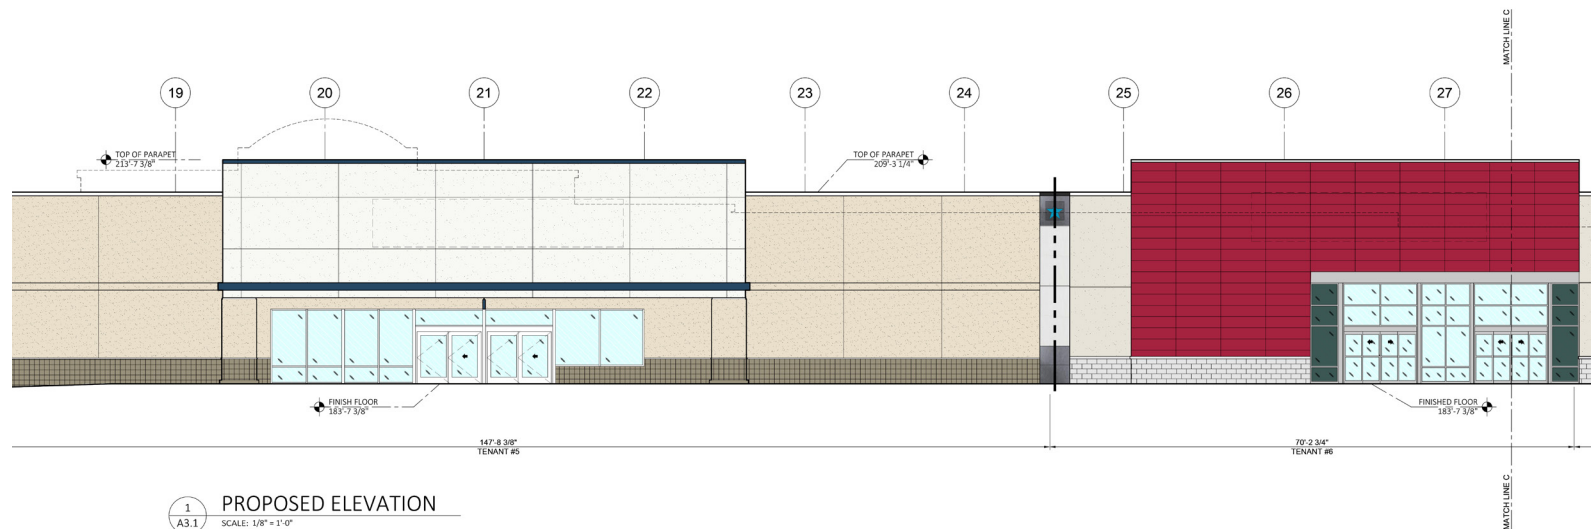 MATCH LINE C
19
20
21
22
23
24
25
26
27
TOP OF PARAPET
213'-7 3/8"
TOP OF PARAPET
209'-3 1/4"
FINISH FLOOR
183'-7 3/8"
FINISHED FLOOR
183'-7 3/8"
147'-8 3/8"
TENANT #5
70'-2 3/4"
TENANT #6
MATCH LINE C
1
A3.1
PROPOSED ELEVATION
SCALE: 1/8" = 1'-0"